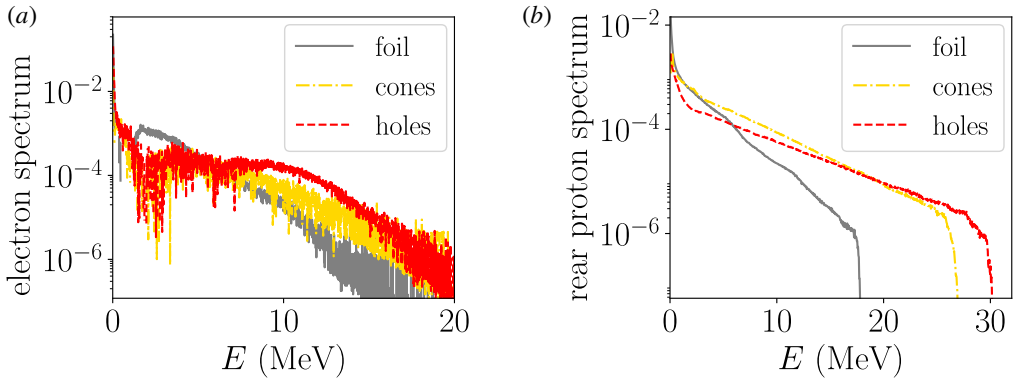 (a)
electron spectrum
10⁻²
10⁻⁴
10⁻⁶
foil
cones
holes
0
10
20
E (MeV)
(b)
rear proton spectrum
10⁻²
10⁻⁴
10⁻⁶
foil
cones
holes
0
10
20
30
E (MeV)